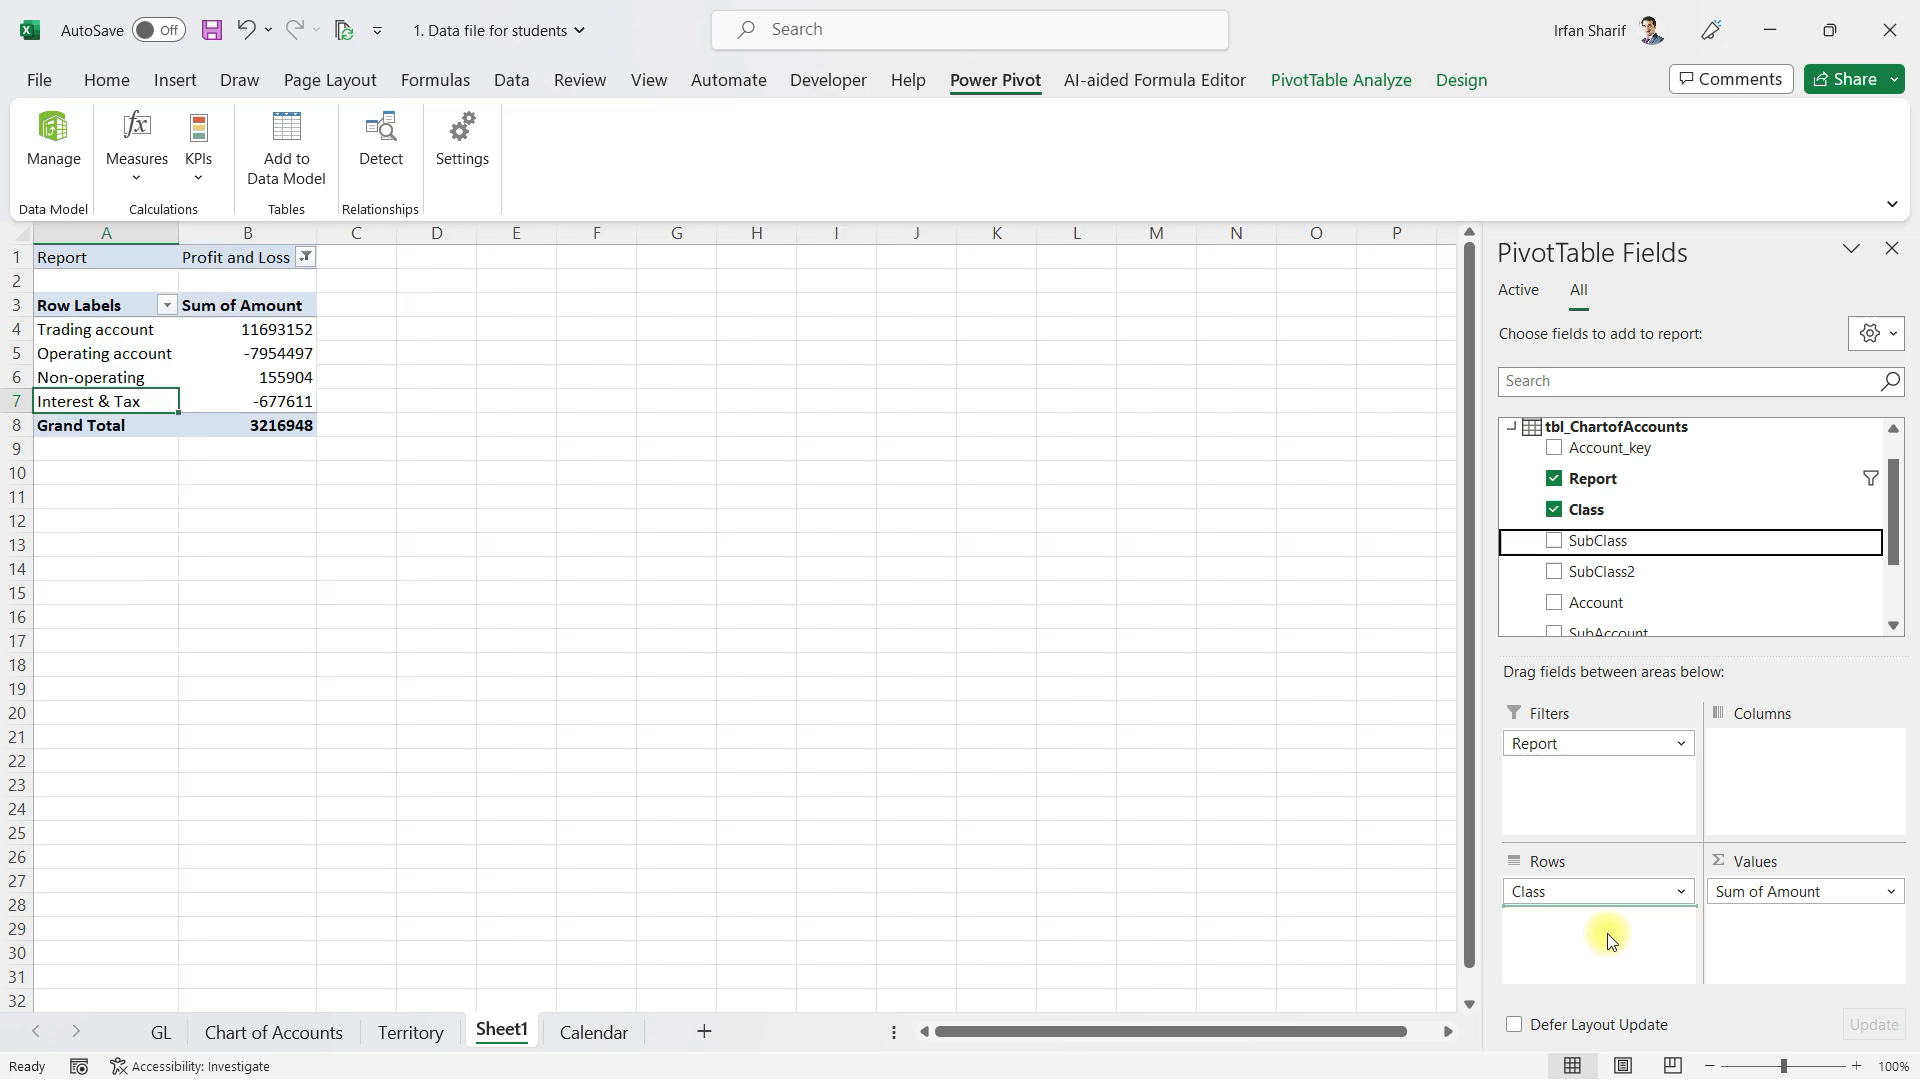 AutoSave Off 1. Data file for students Search Irfan Sharif
File Home Insert Draw Page Layout Formulas Data Review View Automate Developer Help Power Pivot AI-aided Formula Editor PivotTable Analyze Design Comments Share
Manage Measures KPIs Add to Data Model Detect Settings
Data Model Calculations Tables Relationships
A B C D E F G H I J K L M N O P
1 Report Profit and Loss
2
3 Row Labels Sum of Amount
4 Trading account 11693152
5 Operating account -7954497
6 Non-operating 155904
7 Interest & Tax -677611
8 Grand Total 3216948
9
10
11
12
13
14
15
16
17
18
19
20
21
22
23
24
25
26
27
28
29
30
31
32
PivotTable Fields
Active All
Choose fields to add to report:
Search
tbl_ChartofAccounts
Account_key
Report
Class
SubClass
SubClass2
Account
SubAccount
Drag fields between areas below:
Filters Columns
Report
Rows Values
Class Sum of Amount
Defer Layout Update Update
GL Chart of Accounts Territory Sheet1 Calendar
Ready Accessibility: Investigate 100%